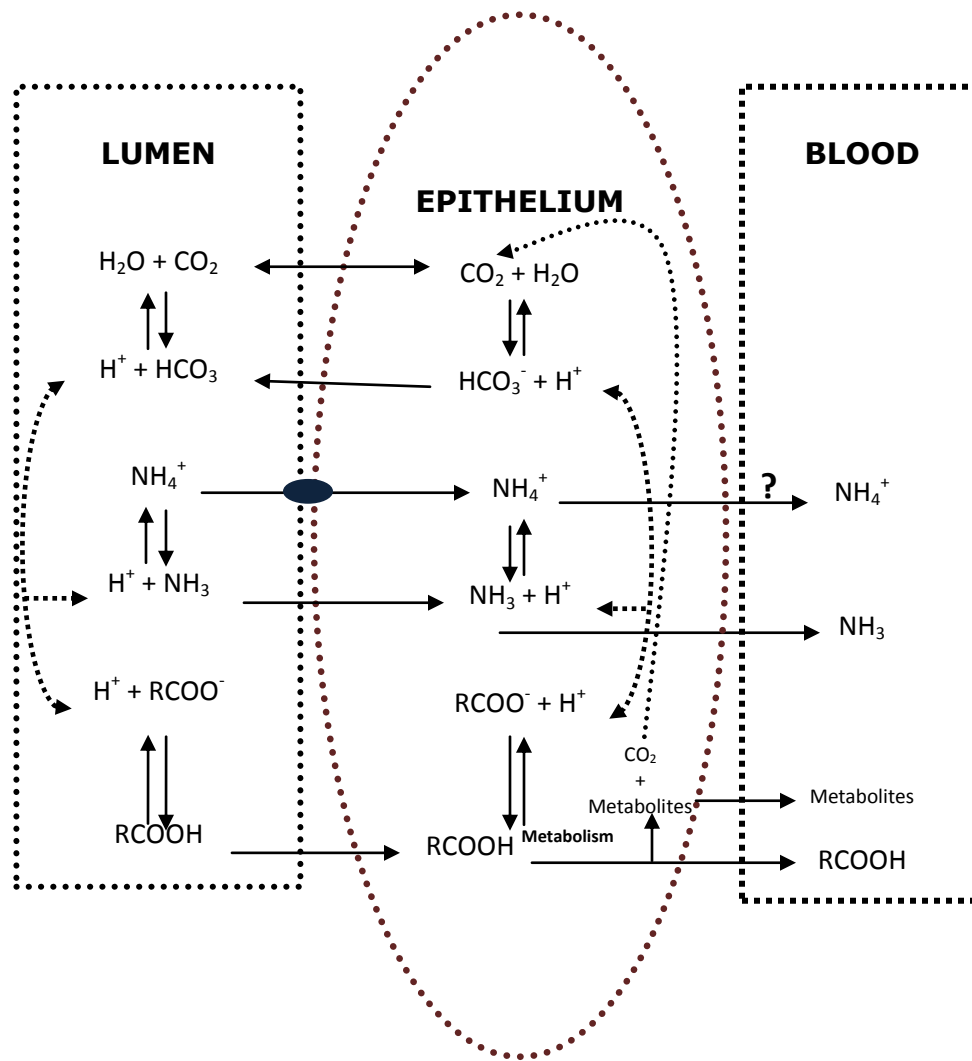 LUMEN
BLOOD
EPITHELIUM
H₂O + CO₂
CO₂ + H₂O
H⁺ + HCO₃
HCO₃⁻ + H⁺
NH₄⁺
NH₄⁺
?
NH₄⁺
H⁺ + NH₃
NH₃ + H⁺
NH₃
H⁺ + RCOO⁻
RCOO⁻ + H⁺
CO₂
+
Metabolites
Metabolites
RCOOH
RCOOH
Metabolism
RCOOH